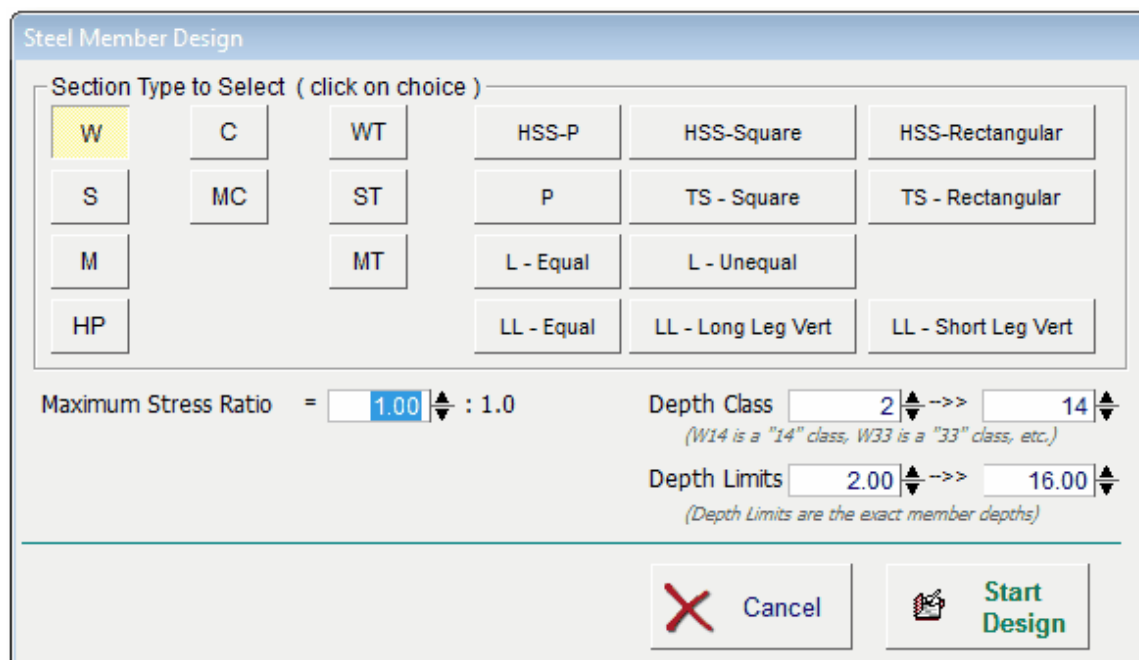 Steel Member Design
Section Type to Select ( click on choice )
W C WT HSS-P HSS-Square HSS-Rectangular
S MC ST P TS - Square TS - Rectangular
M MT L - Equal L - Unequal
HP LL - Equal LL - Long Leg Vert LL - Short Leg Vert
Maximum Stress Ratio = 1.00 : 1.0 Depth Class 2 -->> 14
(W14 is a "14" class, W33 is a "33" class, etc.)
Depth Limits 2.00 -->> 16.00
(Depth Limits are the exact member depths)
Cancel Start
Design